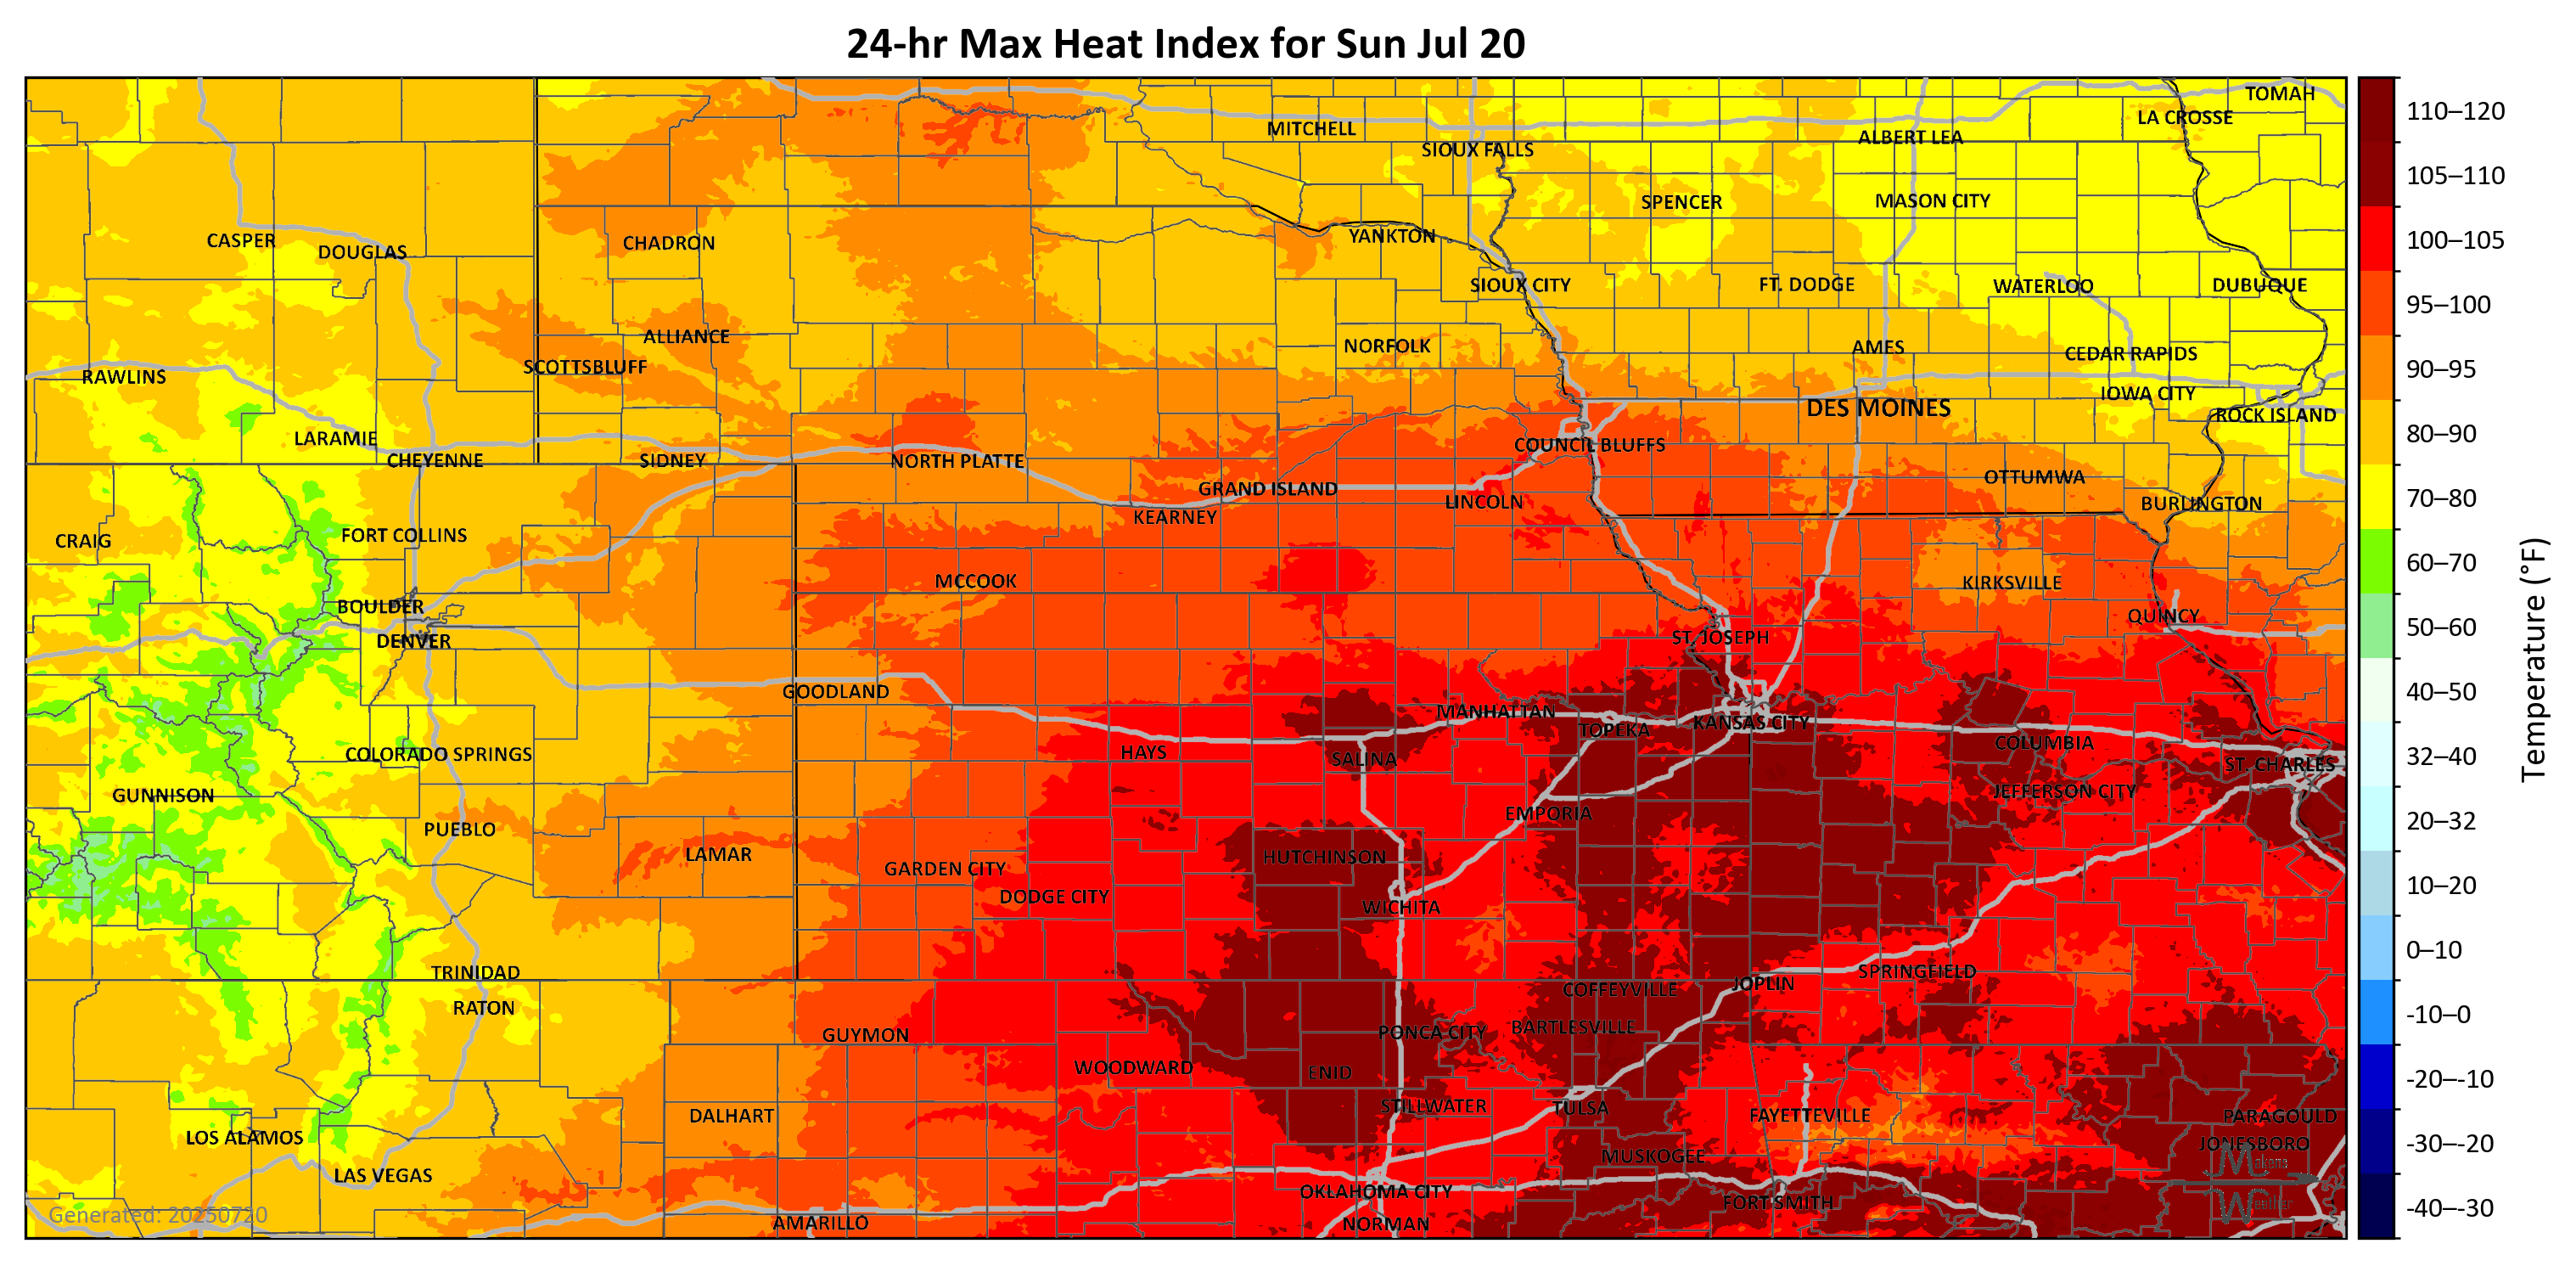 24-hr Max Heat Index for Sun Jul 20
TOMAH
LA CROSSE
MITCHELL
ALBERT LEA
SIOUX FALLS
SPENCER
MASON CITY
CASPER
DOUGLAS
CHADRON
YANKTON
SIOUX CITY
FT. DODGE
WATERLOO
DUBUQUE
ALLIANCE
NORFOLK
AMES
CEDAR RAPIDS
SCOTTSBLUFF
RAWLINS
IOWA CITY
DES MOINES
ROCK ISLAND
LARAMIE
COUNCIL BLUFFS
CHEYENNE
SIDNEY
NORTH PLATTE
OTTUMWA
GRAND ISLAND
LINCOLN
BURLINGTON
KEARNEY
FORT COLLINS
CRAIG
MCCOOK
KIRKSVILLE
BOULDER
QUINCY
DENVER
ST. JOSEPH
GOODLAND
MANHATTAN
TOPEKA
KANSAS CITY
COLUMBIA
COLORADO SPRINGS
HAYS
SALINA
ST. CHARLES
JEFFERSON CITY
GUNNISON
EMPORIA
PUEBLO
LAMAR
HUTCHINSON
GARDEN CITY
DODGE CITY
WICHITA
TRINIDAD
SPRINGFIELD
JOPLIN
COFFEYVILLE
RATON
BARTLESVILLE
PONCA CITY
GUYMON
WOODWARD
ENID
STILLWATER
TULSA
DALHART
FAYETTEVILLE
PARAGOULD
LOS ALAMOS
JONESBORO
MUSKOGEE
LAS VEGAS
OKLAHOMA CITY
FORT SMITH
AMARILLO
NORMAN
Generated: 20250720
Makens
Weather
110–120
105–110
100–105
95–100
90–95
80–90
70–80
60–70
50–60
40–50
32–40
20–32
10–20
0–10
-10–0
-20–-10
-30–-20
-40–-30
Temperature (°F)